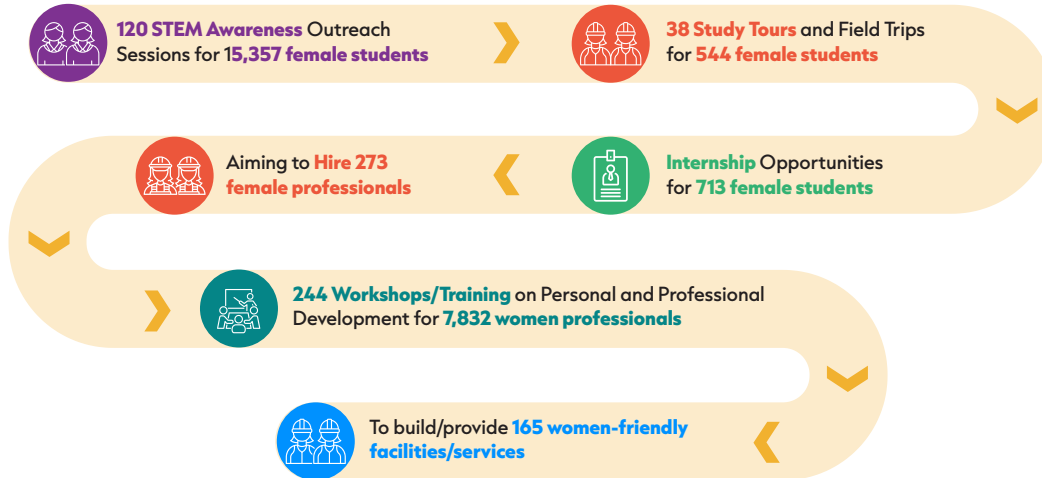 120 STEM Awareness Outreach
Sessions for 15,357 female students
38 Study Tours and Field Trips
for 544 female students
Internship Opportunities
for 713 female students
Aiming to Hire 273
female professionals
244 Workshops/Training on Personal and Professional
Development for 7,832 women professionals
To build/provide 165 women-friendly
facilities/services